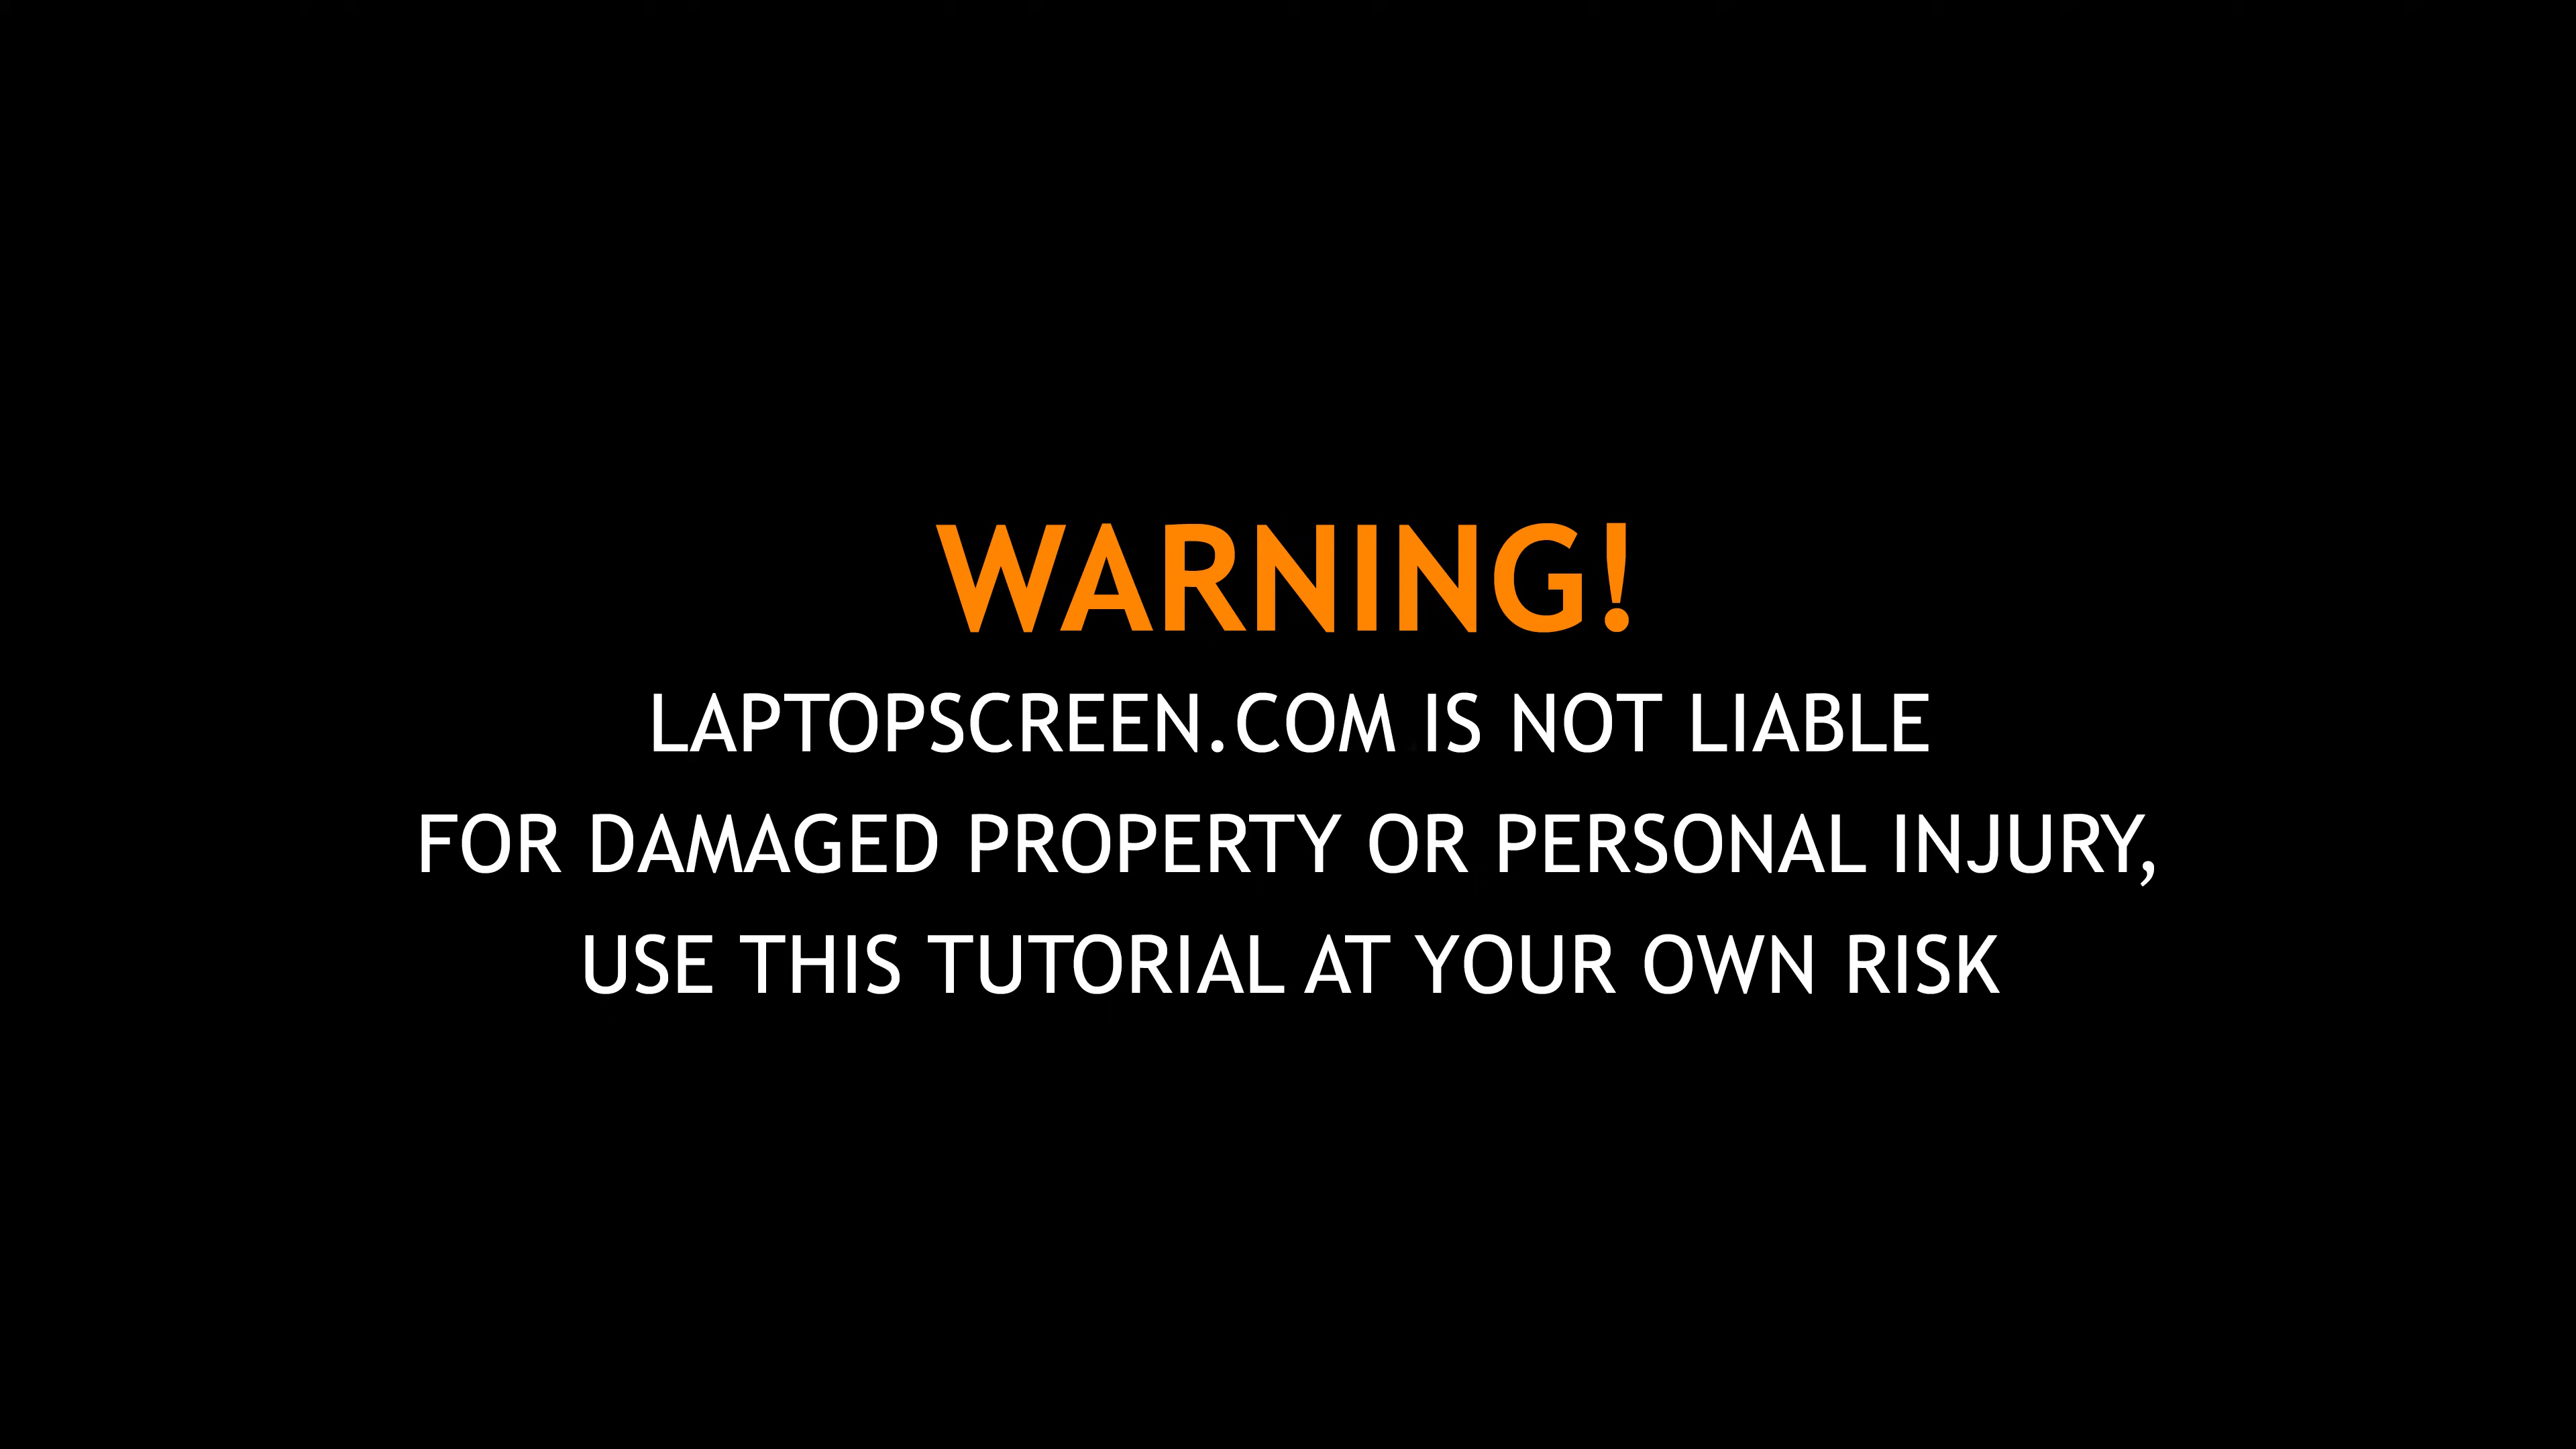 WARNING!
LAPTOPSCREEN.COM IS NOT LIABLE
FOR DAMAGED PROPERTY OR PERSONAL INJURY,
USE THIS TUTORIAL AT YOUR OWN RISK